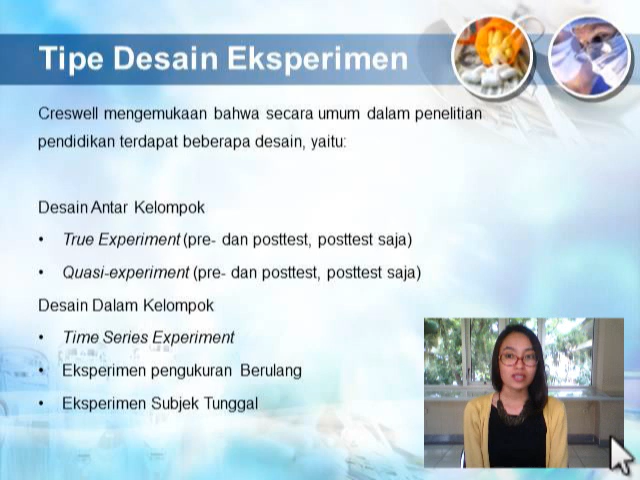 Tipe Desain Eksperimen
Creswell mengemukaan bahwa secara umum dalam penelitian
pendidikan terdapat beberapa desain, yaitu:
Desain Antar Kelompok
• True Experiment (pre- dan posttest, posttest saja)
• Quasi-experiment (pre- dan posttest, posttest saja)
Desain Dalam Kelompok
• Time Series Experiment
• Eksperimen pengukuran Berulang
• Eksperimen Subjek Tunggal